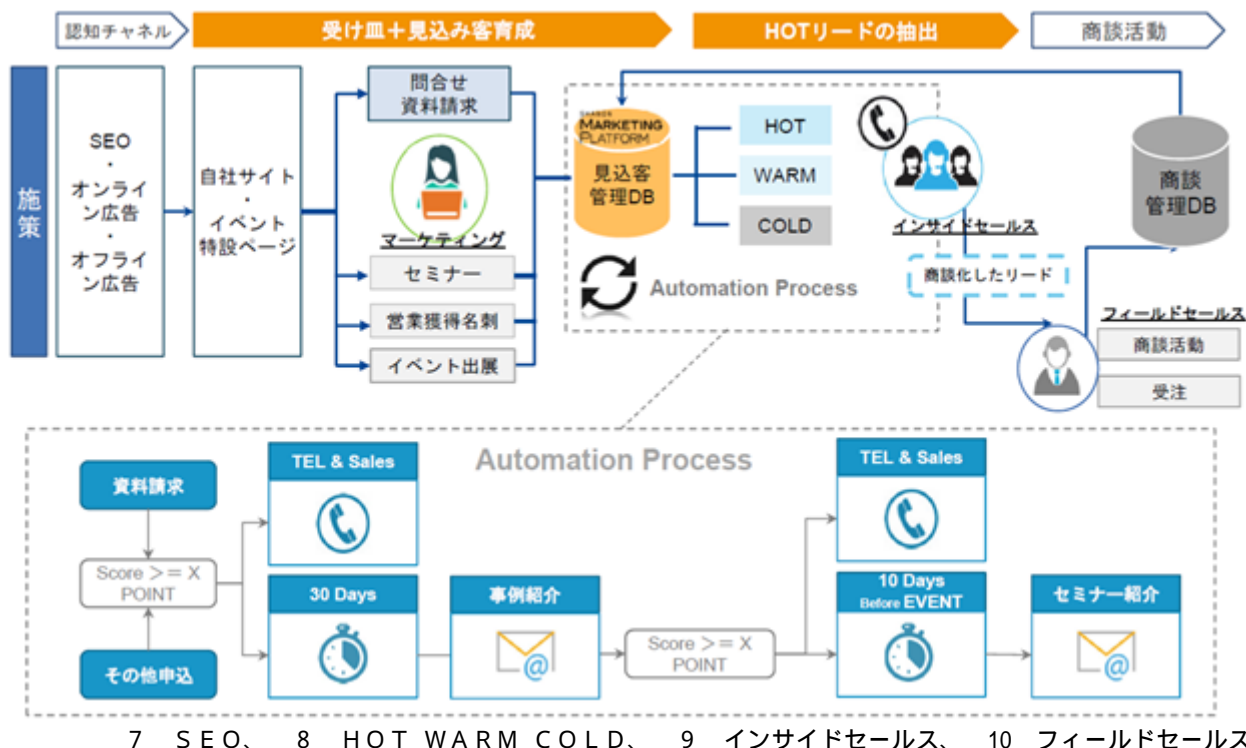 認知チャネル
受け皿＋見込み客育成
HOTリードの抽出
商談活動
施策
SEO
・
オンライ
ン広告
・
オフライ
ン広告
自社サイト
・
イベント
特設ページ
問合せ
資料請求
マーケティング
セミナー
営業獲得名刺
イベント出展
MARKETING
PLATFORM
見込客
管理DB
HOT
WARM
COLD
Automation Process
インサイドセールス
商談化したリード
商談
管理DB
フィールドセールス
商談活動
受注
Automation Process
資料請求
Score >= X
POINT
その他申込
TEL & Sales
30 Days
事例紹介
Score >= X
POINT
TEL & Sales
10 Days
Before EVENT
セミナー紹介
7 ＳＥＯ、 8 ＨＯＴ ＷＡＲＭ ＣＯＬＤ、 9 インサイドセールス、 10 フィールドセールス